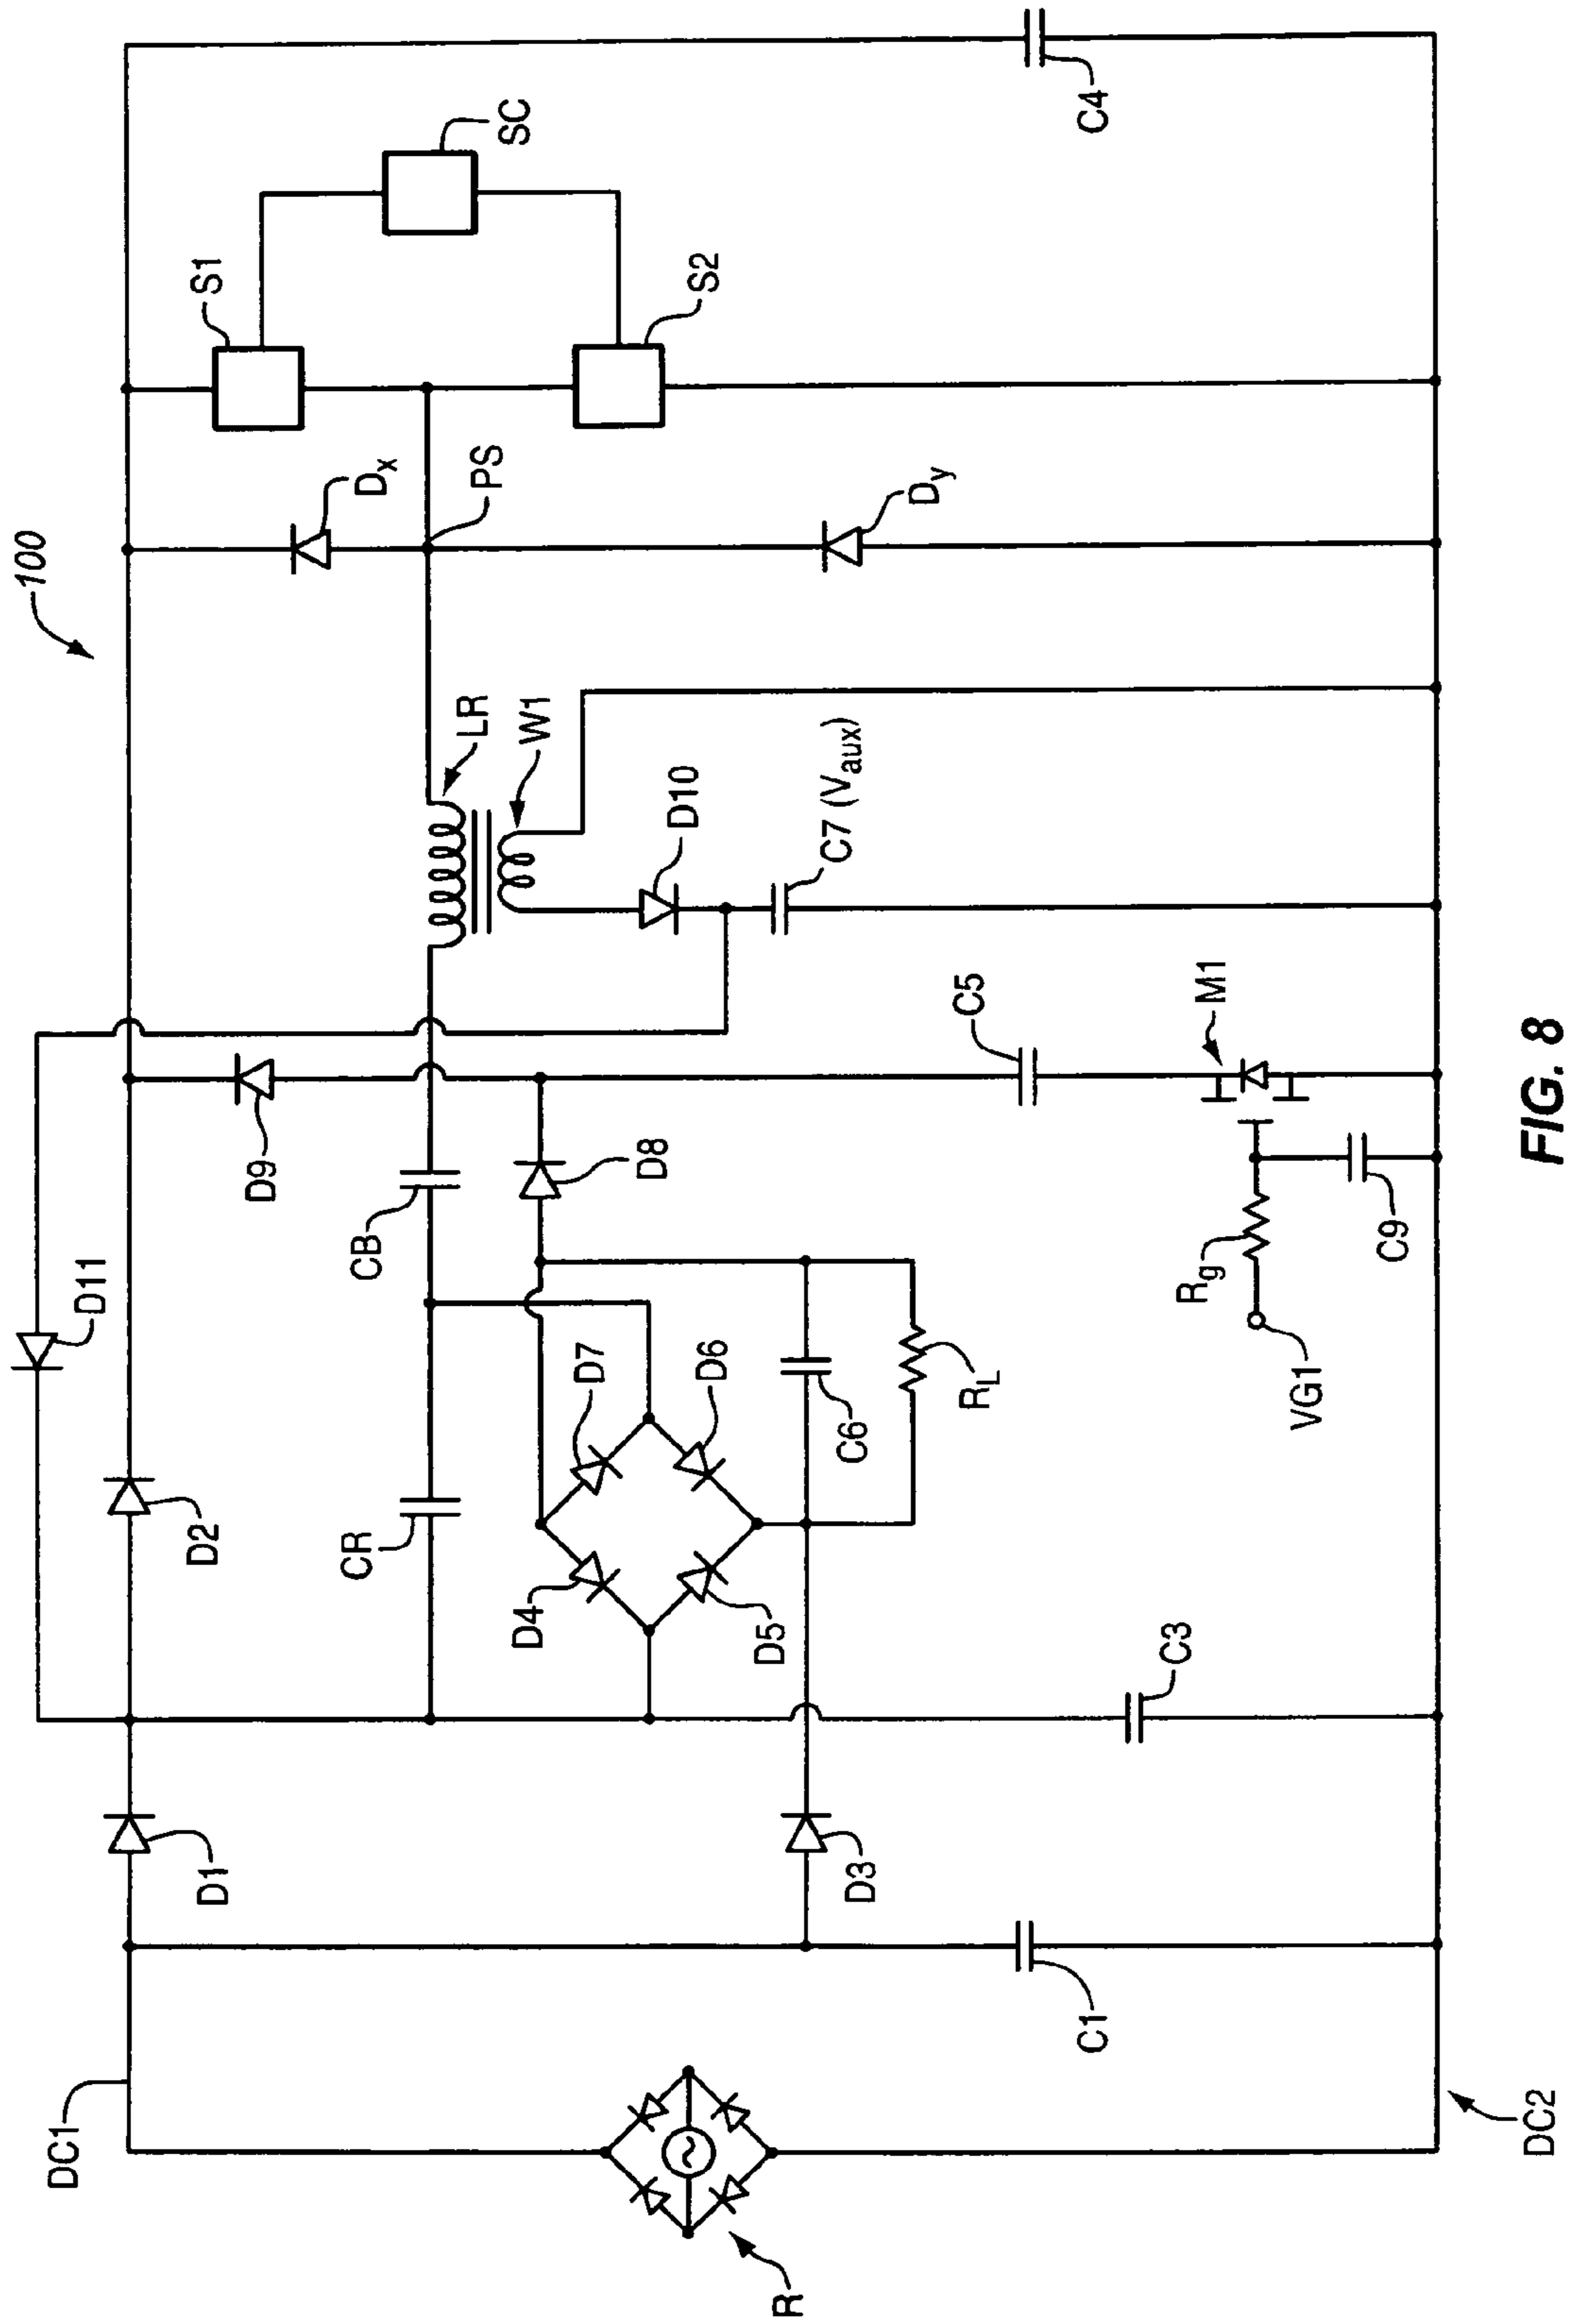 100
DC1
D1
D2
D11
D9
CR
CB
LR
W1
PS
Dx
S1
SC
S2
Dy
D4
D7
D6
D5
D8
D10
C7 (Vaux)
C6
RL
D3
C5
M1
C4
C1
C3
VG1
Rg
C9
R
DC2
FIG. 8